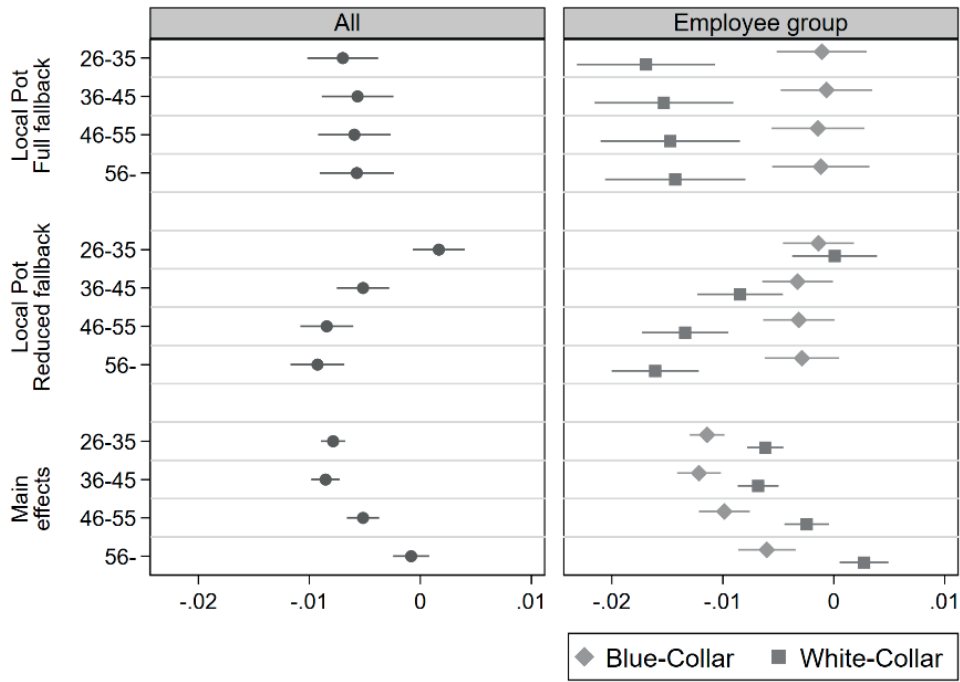 All
Employee group
Local Pot
Full fallback
26-35
36-45
46-55
56-
Local Pot
Reduced fallback
26-35
36-45
46-55
56-
Main
effects
26-35
36-45
46-55
56-
-.02 -.01 0 .01
-.02 -.01 0 .01
Blue-Collar White-Collar